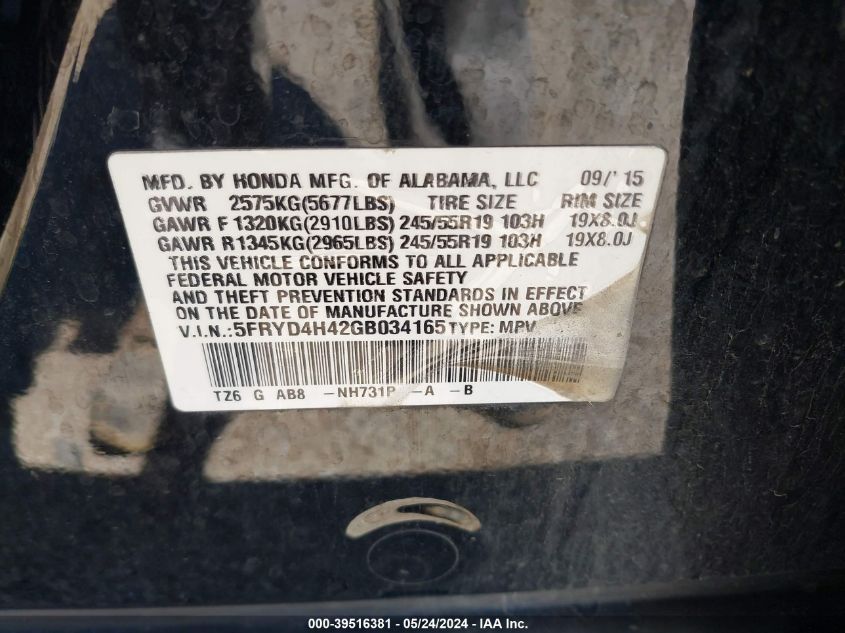 MFD. BY HONDA MFG. OF ALABAMA, LLC 09/'15
GVWR 2575KG(5677LBS) TIRE SIZE RIM SIZE
GAWR F 1320KG(2910LBS) 245/55R19 103H 19X8.0J
GAWR R 1345KG(2965LBS) 245/55R19 103H 19X8.0J
THIS VEHICLE CONFORMS TO ALL APPLICABLE
FEDERAL MOTOR VEHICLE SAFETY
AND THEFT PREVENTION STANDARDS IN EFFECT
ON THE DATE OF MANUFACTURE SHOWN ABOVE
V.I.N.:5FRYD4H42GB034165 TYPE: MPV
TZ6 G AB8 -NH731P -A -B
000-39516381 - 05/24/2024 - IAA Inc.